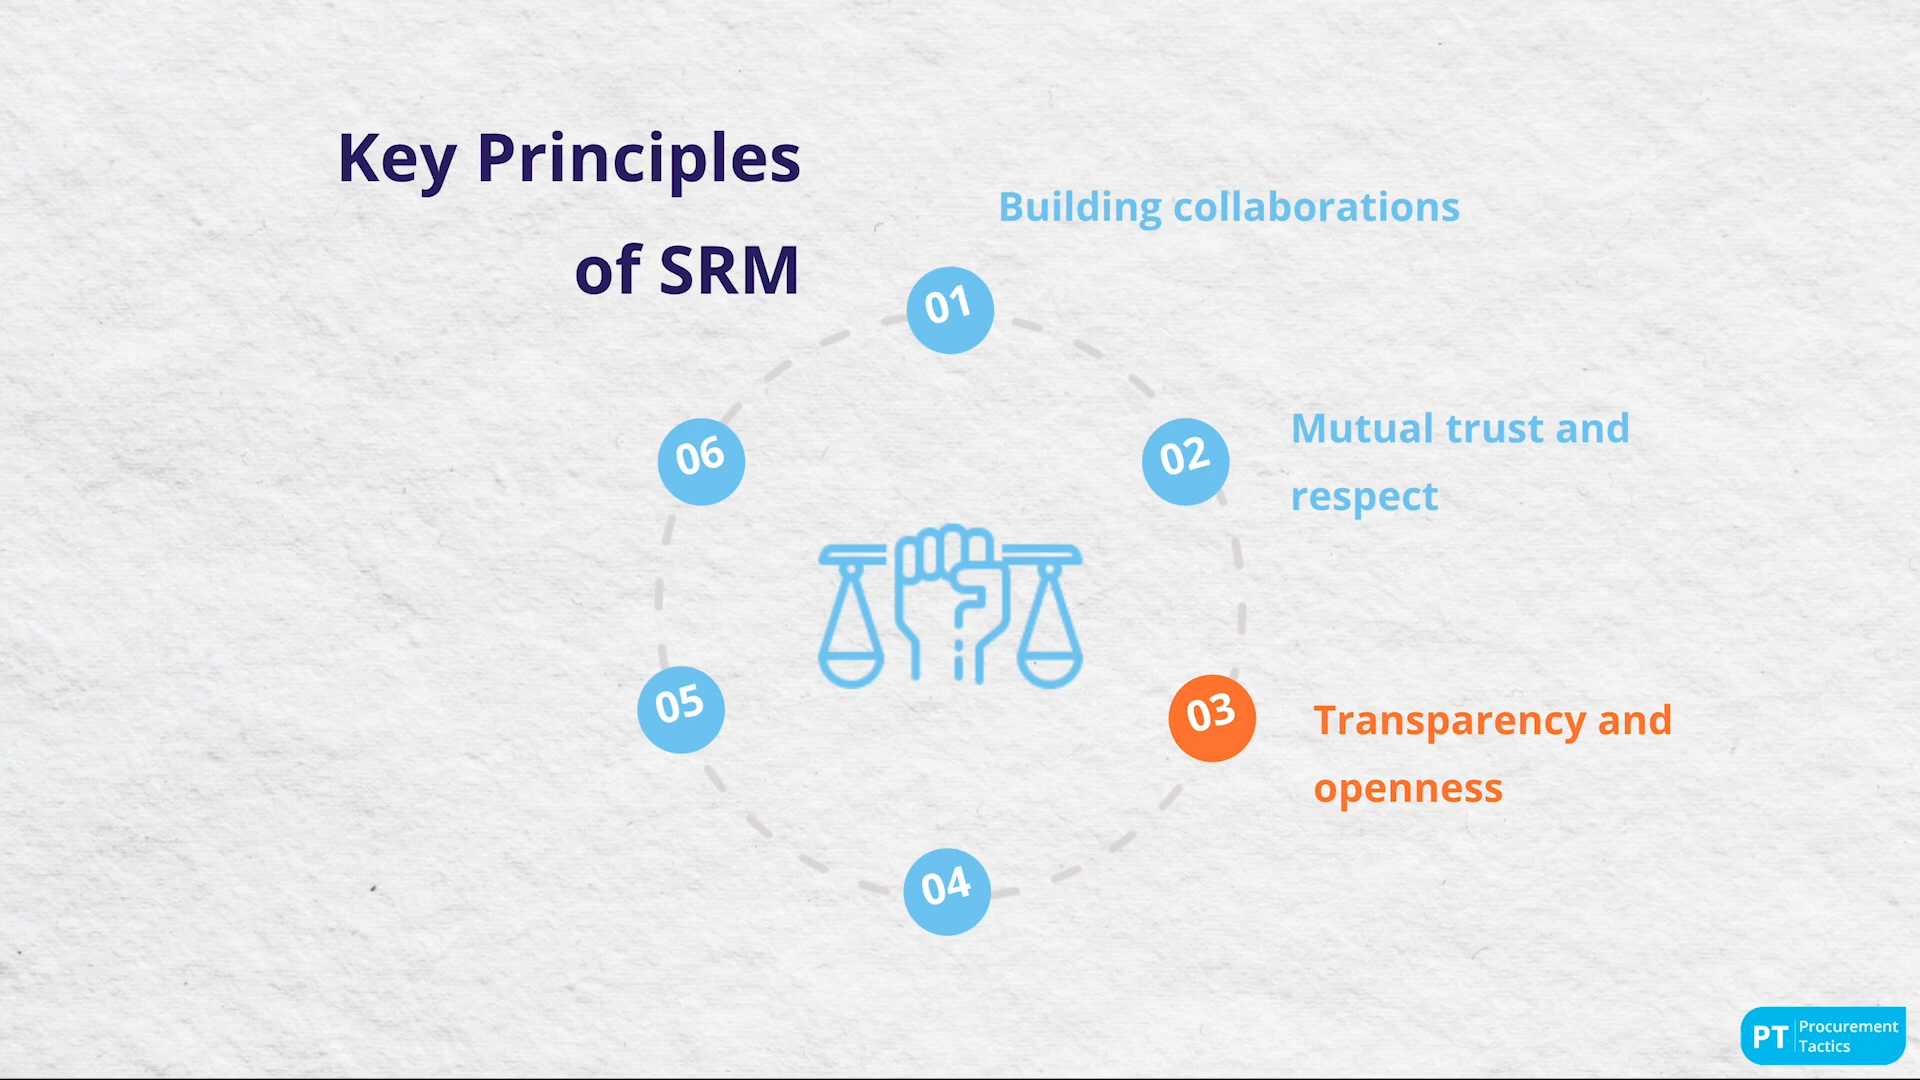 Key Principles
of SRM
Building collaborations
01
02
Mutual trust and
respect
03
Transparency and
openness
04
05
06
PT Procurement
Tactics